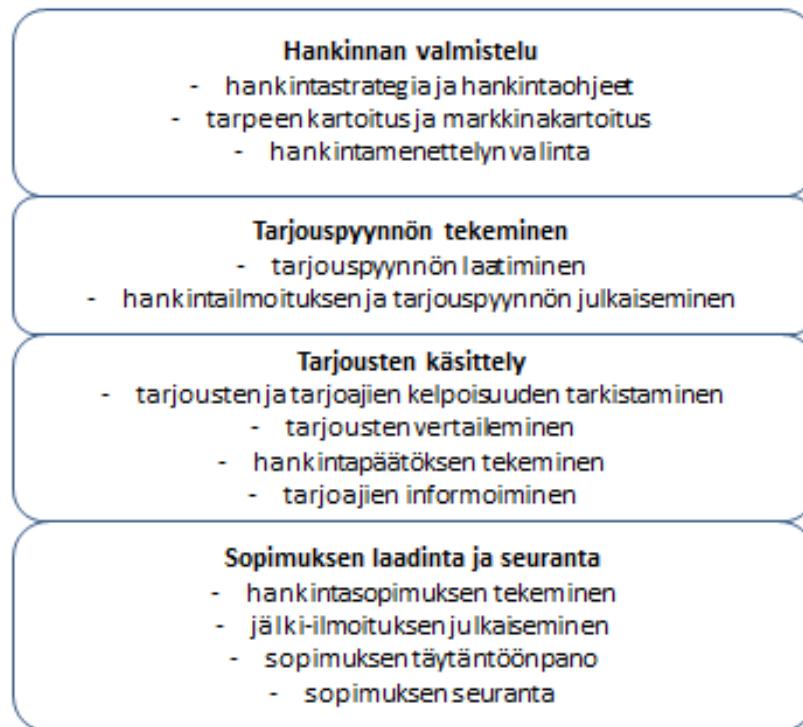 Hankinnan valmistelu
- hankintastrategia ja hankintaohjeet
- tarpeen kartoitus ja markkinakartoitus
- hankintamenettelyn valinta
Tarjouspyynnön tekeminen
- tarjouspyynnön laatiminen
- hankintailmoituksen ja tarjouspyynnön julkaiseminen
Tarjousten käsittely
- tarjousten ja tarjoajien kelpoisuuden tarkistaminen
- tarjousten vertaileminen
- hankintapäätöksen tekeminen
- tarjoajien informoiminen
Sopimuksen laadinta ja seuranta
- hankintasopimuksen tekeminen
- jälki-ilmoituksen julkaiseminen
- sopimuksen täytäntöönpano
- sopimuksen seuranta